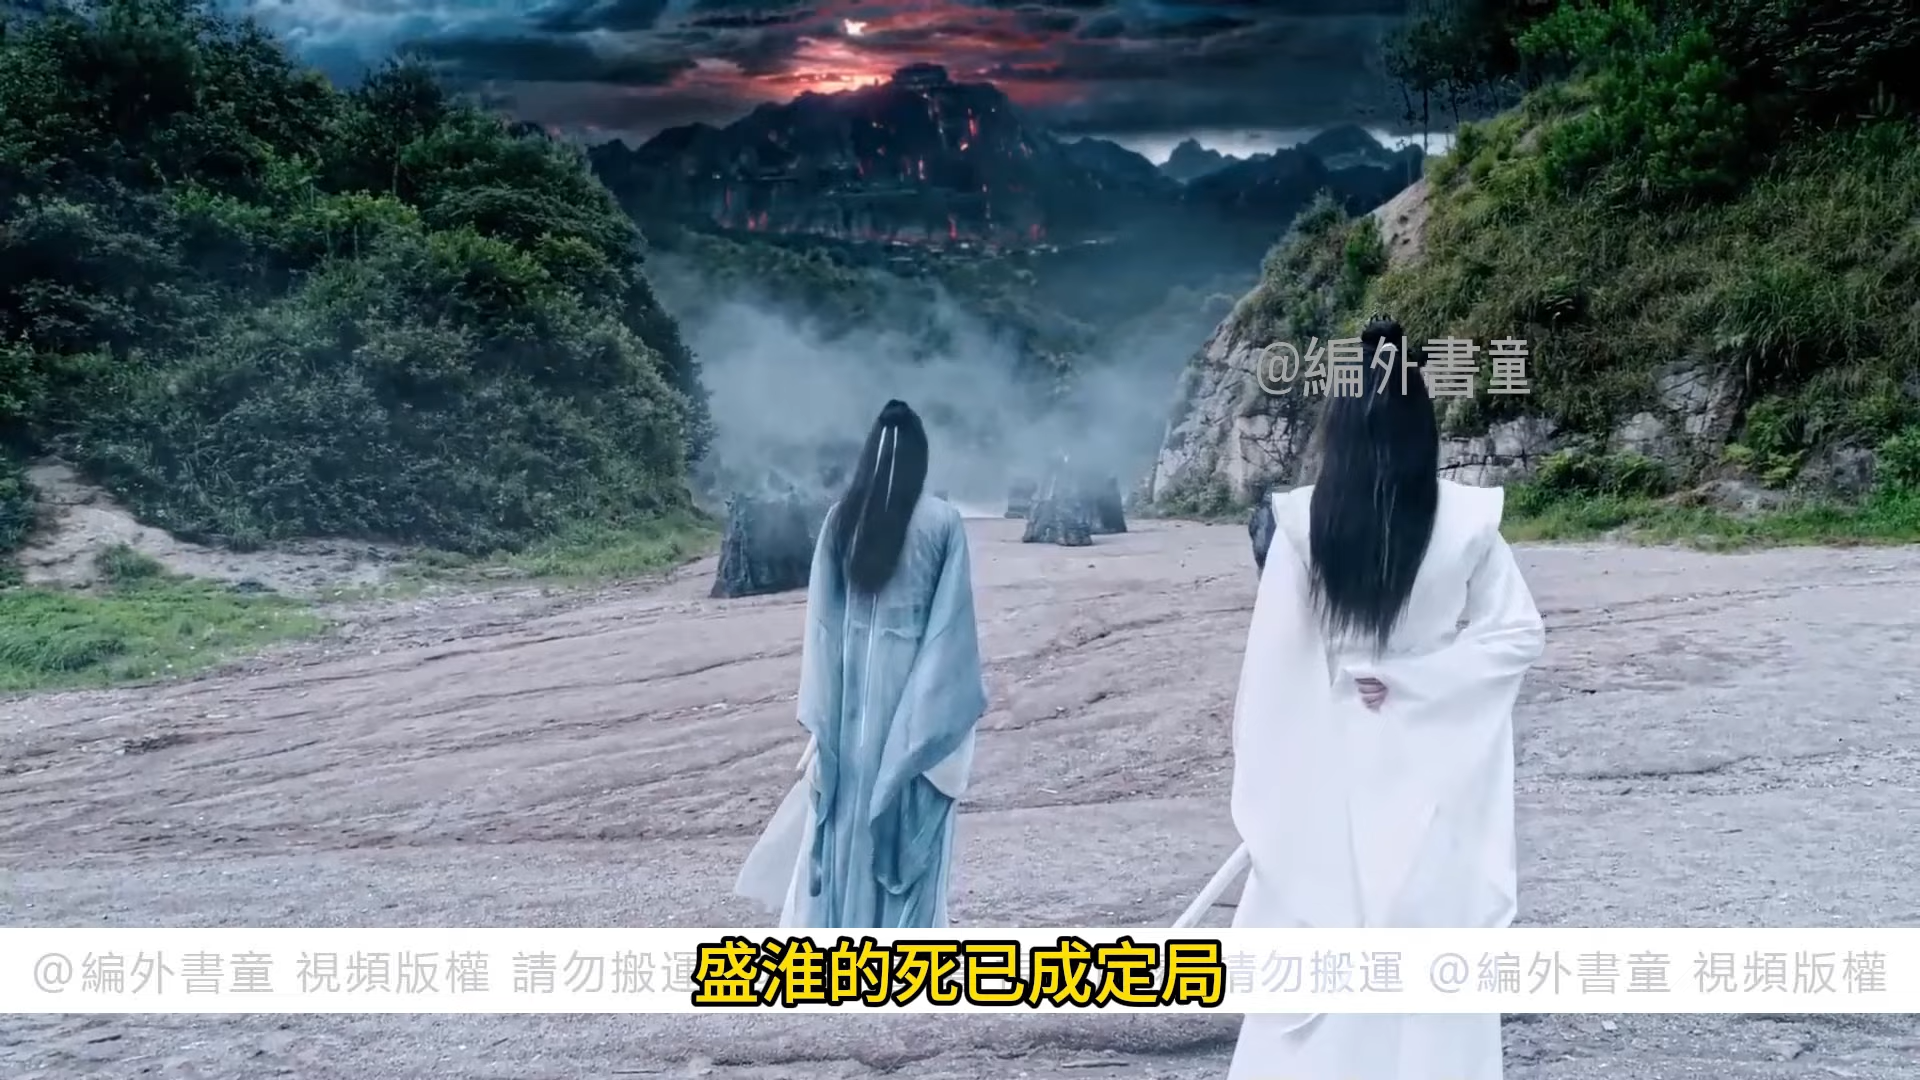 @編外書童
@編外書童 視頻版權 請勿搬運
盛淮的死已成定局
請勿搬運 @編外書童 視頻版權